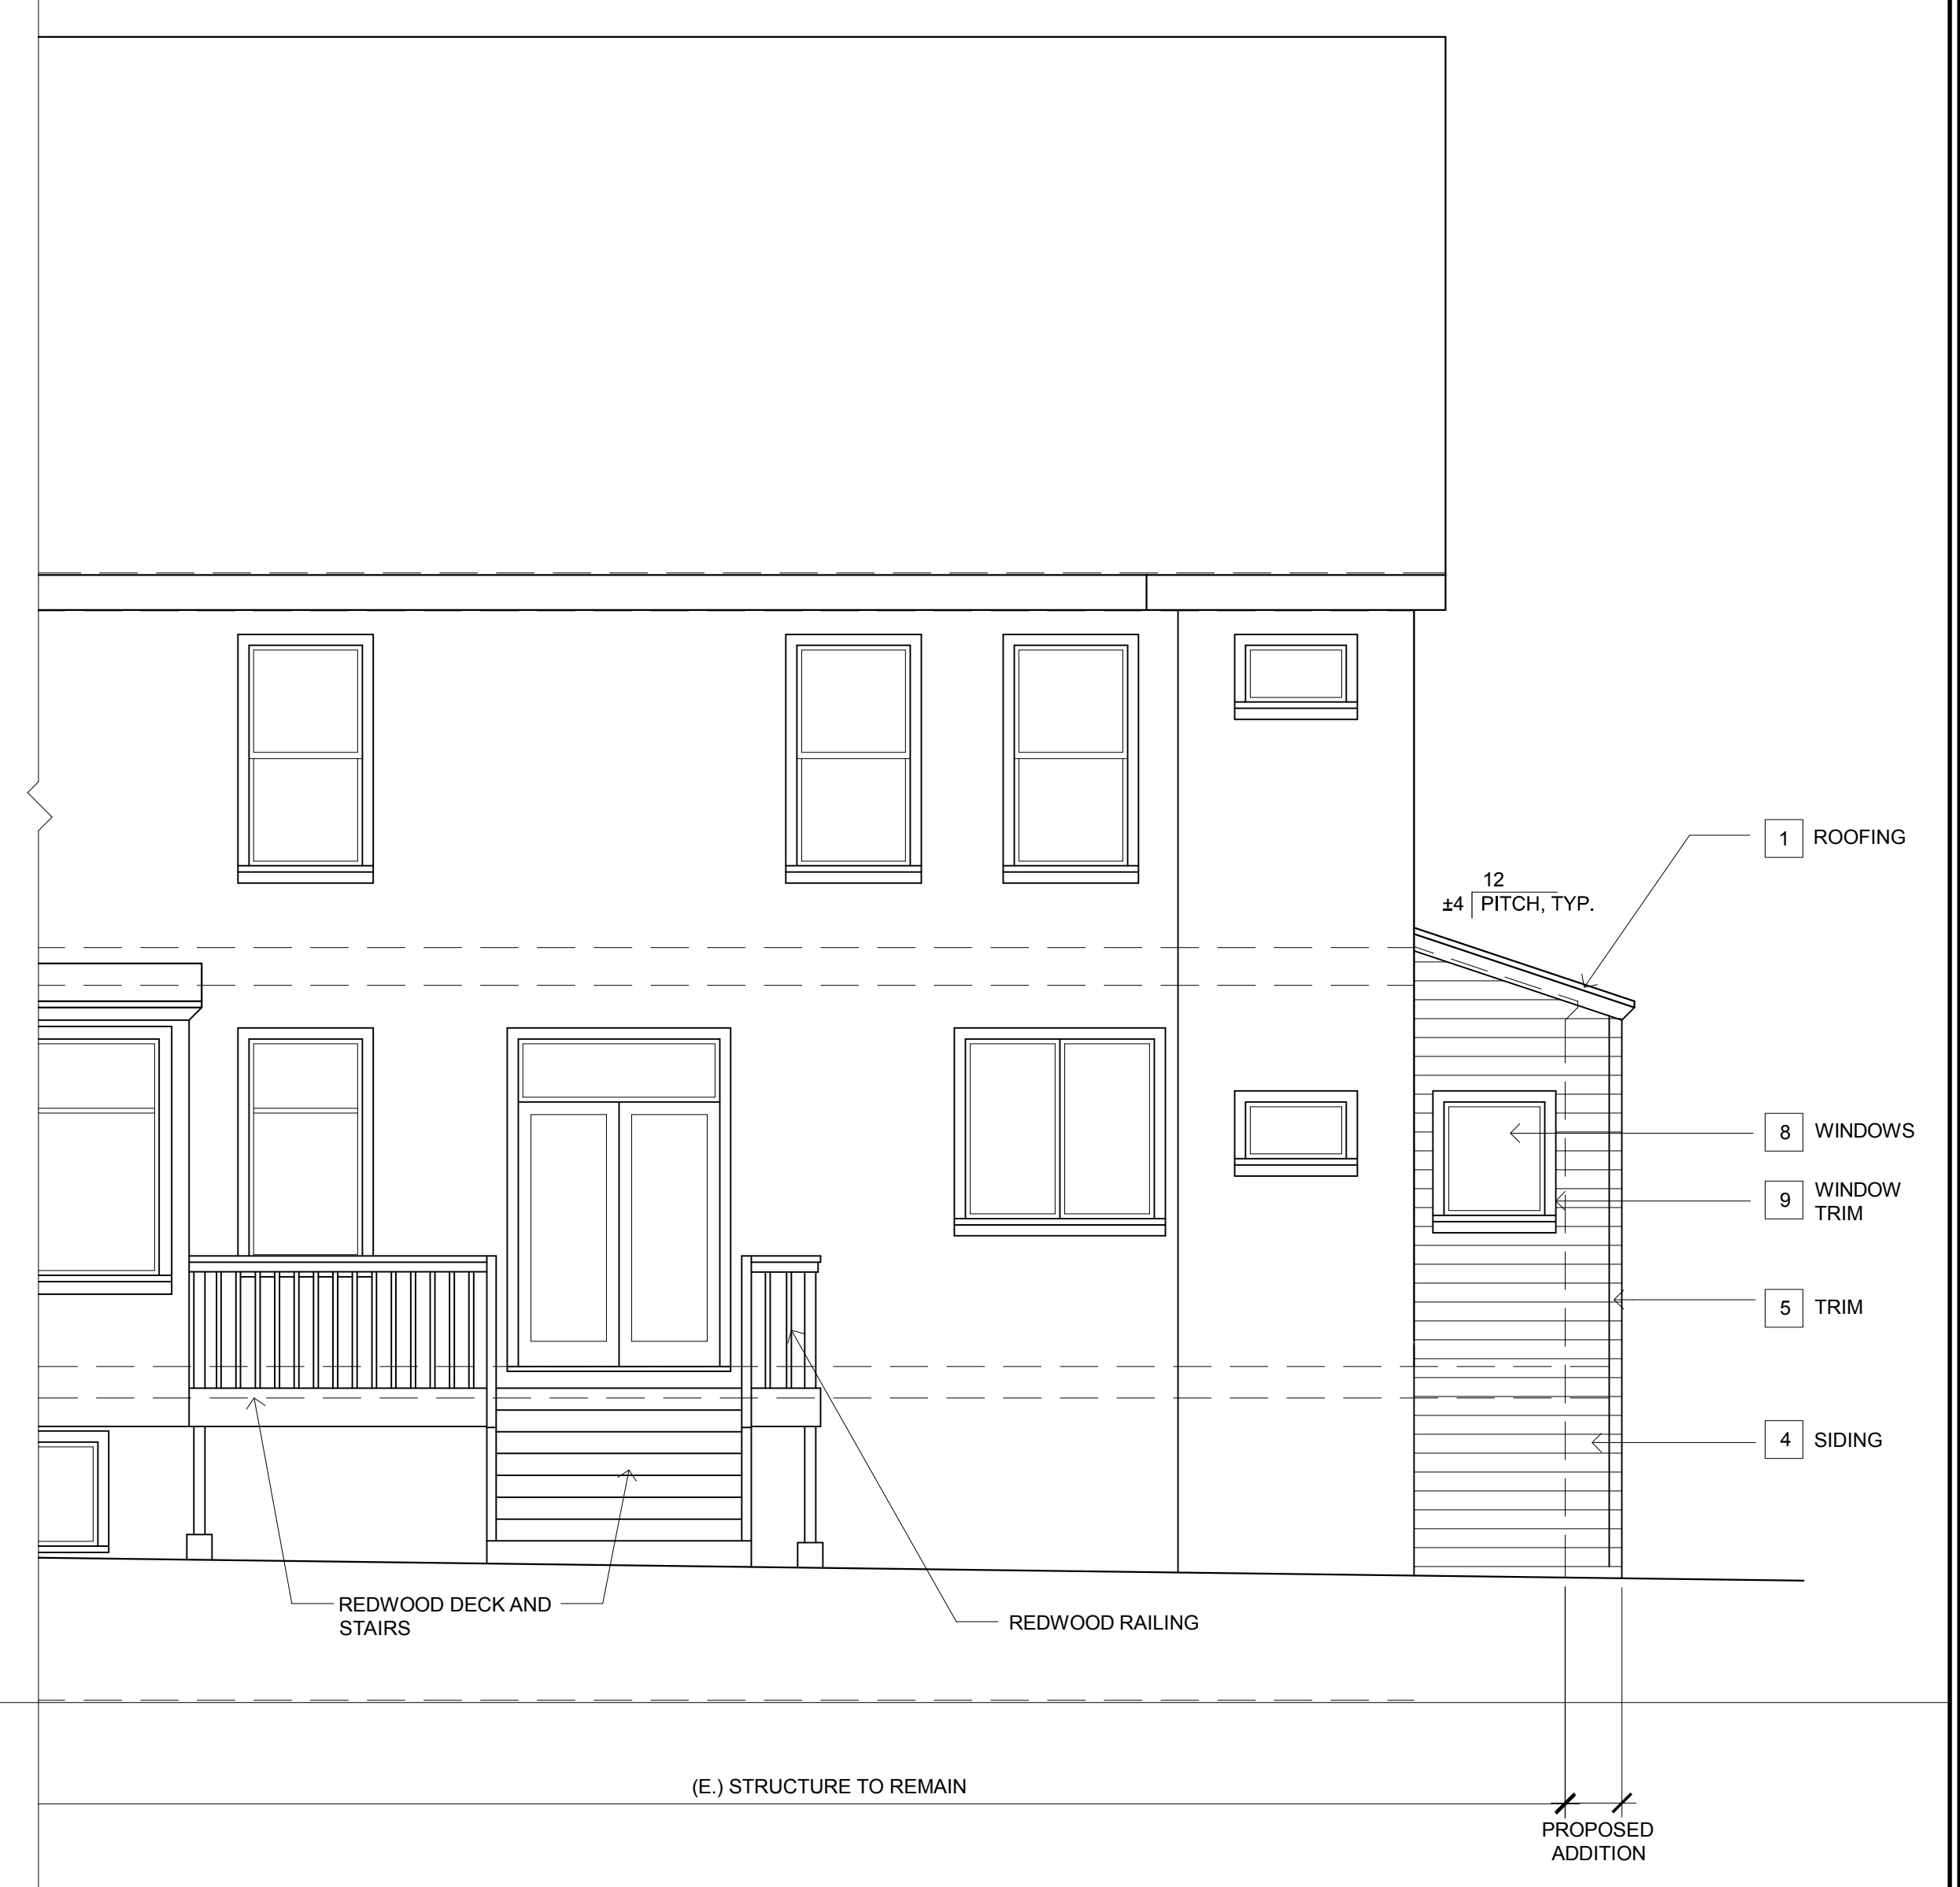 1 ROOFING
12
±4 PITCH, TYP.
8 WINDOWS
9 WINDOW
TRIM
5 TRIM
4 SIDING
REDWOOD DECK AND
STAIRS
REDWOOD RAILING
(E.) STRUCTURE TO REMAIN
PROPOSED
ADDITION